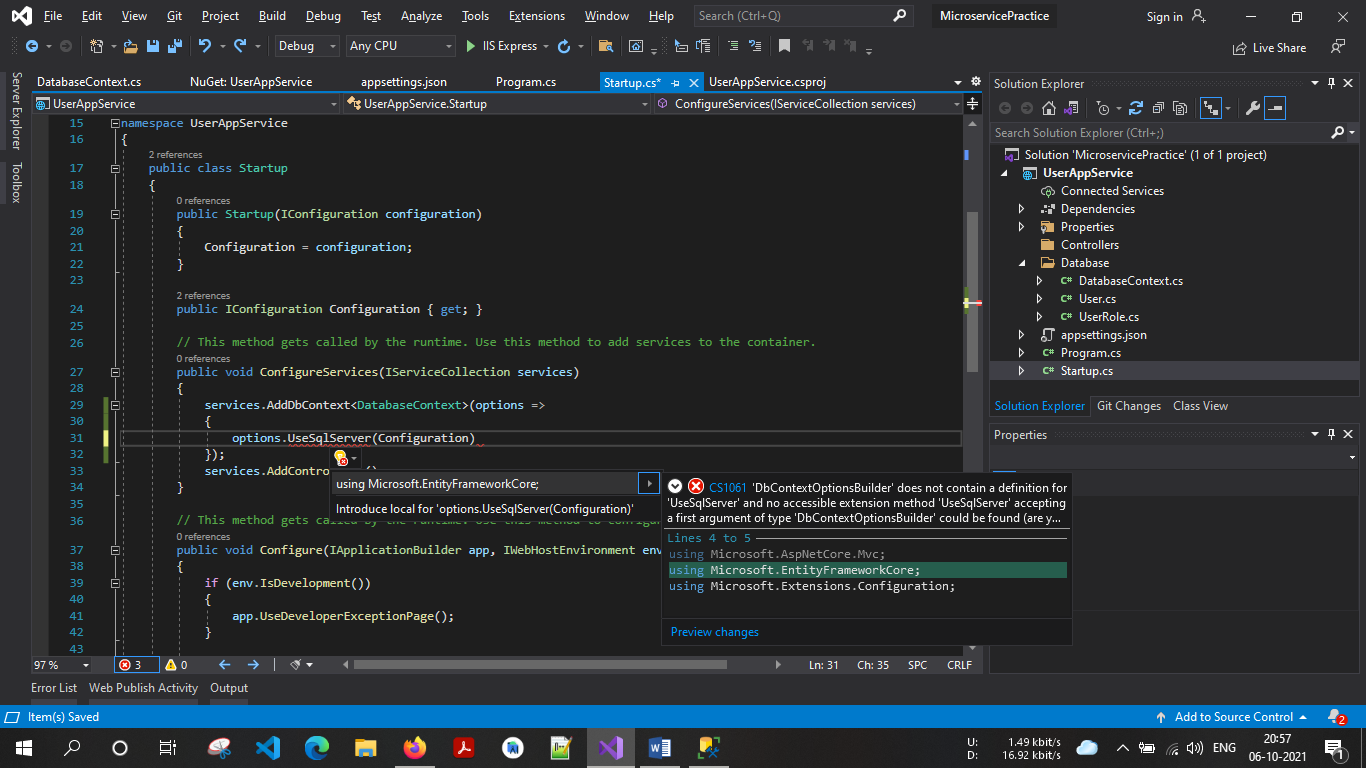 File Edit View Git Project Build Debug Test Analyze Tools Extensions Window Help Search (Ctrl+Q) MicroservicePractice Sign in
Debug Any CPU IIS Express Live Share
Server Explorer
Toolbox
DatabaseContext.cs NuGet: UserAppService appsettings.json Program.cs Startup.cs* UserAppService.csproj
UserAppService UserAppService.Startup ConfigureServices(IServiceCollection services)
15 namespace UserAppService
16 {
2 references
17 public class Startup
18 {
0 references
19 public Startup(IConfiguration configuration)
20 {
21 Configuration = configuration;
22 }
23
2 references
24 public IConfiguration Configuration { get; }
25
26 // This method gets called by the runtime. Use this method to add services to the container.
0 references
27 public void ConfigureServices(IServiceCollection services)
28 {
29 services.AddDbContext<DatabaseContext>(options =>
30 {
31 options.UseSqlServer(Configuration)
32 });
33 services.AddContro
34 }
35
36 // This method gets called by the runtime. Use this method to configu
0 references
37 public void Configure(IApplicationBuilder app, IWebHostEnvironment env
38 {
39 if (env.IsDevelopment())
40 {
41 app.UseDeveloperExceptionPage();
42 }
43
using Microsoft.EntityFrameworkCore;
Introduce local for 'options.UseSqlServer(Configuration)'
CS1061 'DbContextOptionsBuilder' does not contain a definition for
'UseSqlServer' and no accessible extension method 'UseSqlServer' accepting
a first argument of type 'DbContextOptionsBuilder' could be found (are y...
Lines 4 to 5
using Microsoft.AspNetCore.Mvc;
using Microsoft.EntityFrameworkCore;
using Microsoft.Extensions.Configuration;
Preview changes
97 % 3 0 Ln: 31 Ch: 35 SPC CRLF
Solution Explorer
Search Solution Explorer (Ctrl+;)
Solution 'MicroservicePractice' (1 of 1 project)
UserAppService
Connected Services
Dependencies
Properties
Controllers
Database
C# DatabaseContext.cs
C# User.cs
C# UserRole.cs
appsettings.json
C# Program.cs
C# Startup.cs
Solution Explorer Git Changes Class View
Properties
Error List Web Publish Activity Output
Item(s) Saved Add to Source Control 2
U: 1.49 kbit/s
D: 16.92 kbit/s
ENG
20:57
06-10-2021
1